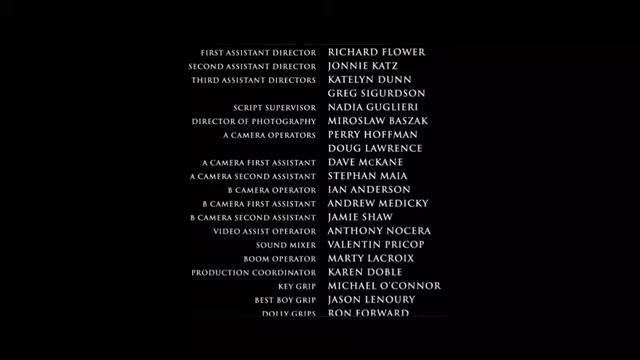 FIRST ASSISTANT DIRECTOR RICHARD FLOWER
SECOND ASSISTANT DIRECTOR JONNIE KATZ
THIRD ASSISTANT DIRECTORS KATELYN DUNN
GREG SIGURDSON
SCRIPT SUPERVISOR NADIA GUGLIERI
DIRECTOR OF PHOTOGRAPHY MIROSLAW BASZAK
A CAMERA OPERATORS PERRY HOFFMAN
DOUG LAWRENCE
A CAMERA FIRST ASSISTANT DAVE McKANE
A CAMERA SECOND ASSISTANT STEPHAN MAIA
B CAMERA OPERATOR IAN ANDERSON
B CAMERA FIRST ASSISTANT ANDREW MEDICKY
B CAMERA SECOND ASSISTANT JAMIE SHAW
VIDEO ASSIST OPERATOR ANTHONY NOCERA
SOUND MIXER VALENTIN PRICOP
BOOM OPERATOR MARTY LACROIX
PRODUCTION COORDINATOR KAREN DOBLE
KEY GRIP MICHAEL O'CONNOR
BEST BOY GRIP JASON LENOURY
DOLLY GRIPS RON FORWARD